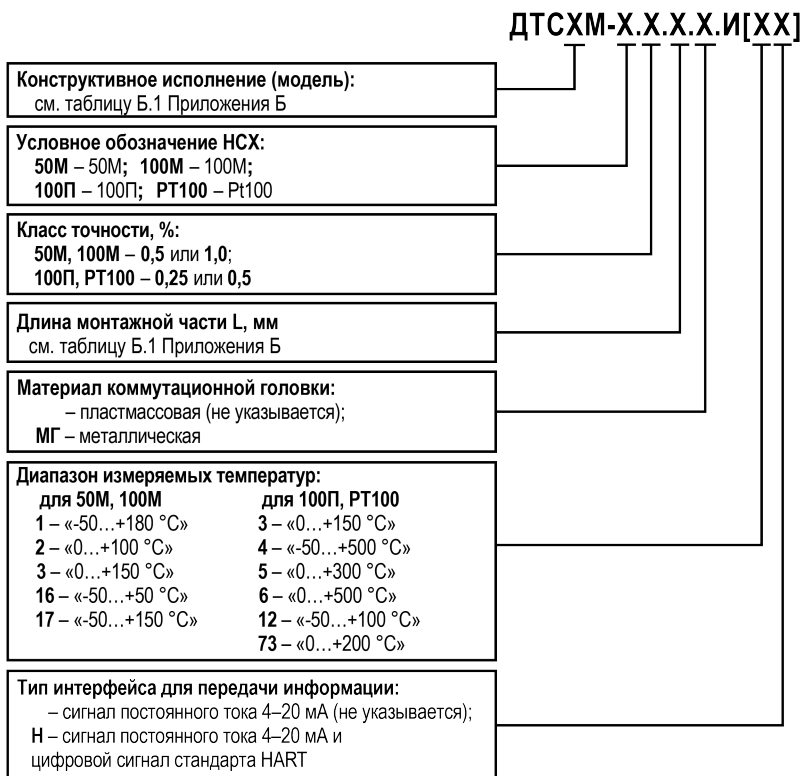 ДТСХМ-Х.Х.Х.Х.И[ХХ]
Конструктивное исполнение (модель):
см. таблицу Б.1 Приложения Б
Условное обозначение НСХ:
50М – 50М; 100М – 100М;
100П – 100П; РТ100 – Pt100
Класс точности, %:
50М, 100М – 0,5 или 1,0;
100П, РТ100 – 0,25 или 0,5
Длина монтажной части L, мм
см. таблицу Б.1 Приложения Б
Материал коммутационной головки:
– пластмассовая (не указывается);
МГ – металлическая
Диапазон измеряемых температур:
для 50М, 100М для 100П, РТ100
1 – «-50…+180 °С» 3 – «0…+150 °С»
2 – «0…+100 °С» 4 – «-50…+500 °С»
3 – «0…+150 °С» 5 – «0…+300 °С»
16 – «-50…+50 °С» 6 – «0…+500 °С»
17 – «-50…+150 °С» 12 – «-50…+100 °С»
73 – «0…+200 °С»
Тип интерфейса для передачи информации:
– сигнал постоянного тока 4–20 мА (не указывается);
Н – сигнал постоянного тока 4–20 мА и
цифровой сигнал стандарта HART